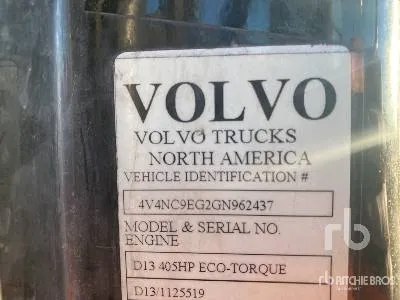 VOLVO
VOLVO TRUCKS
NORTH AMERICA
VEHICLE IDENTIFICATION #
4V4NC9EG2GN962437
MODEL & SERIAL NO.
ENGINE
D13 405HP ECO-TORQUE
D13/1125519
rb
RITCHIE BROS